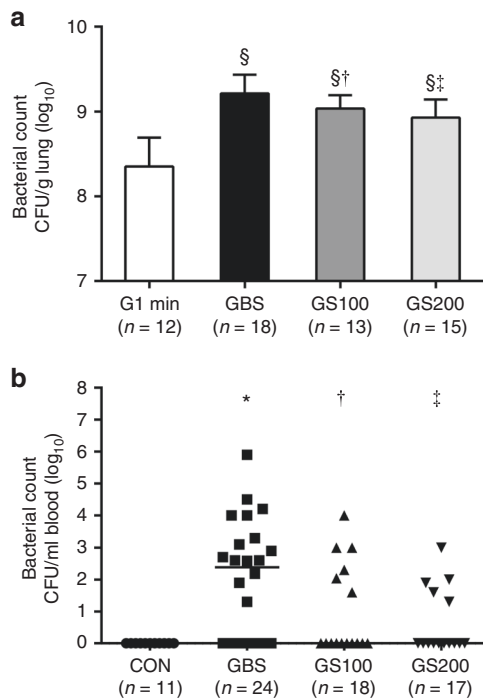 a
10
9
8
7
Bacterial count
CFU/g lung (log10)
§
§†
§‡
G1 min GBS GS100 GS200
(n = 12) (n = 18) (n = 13) (n = 15)
b
8
7
6
5
4
3
2
1
0
Bacterial count
CFU/ml blood (log10)
* † ‡
CON GBS GS100 GS200
(n = 11) (n = 24) (n = 18) (n = 17)